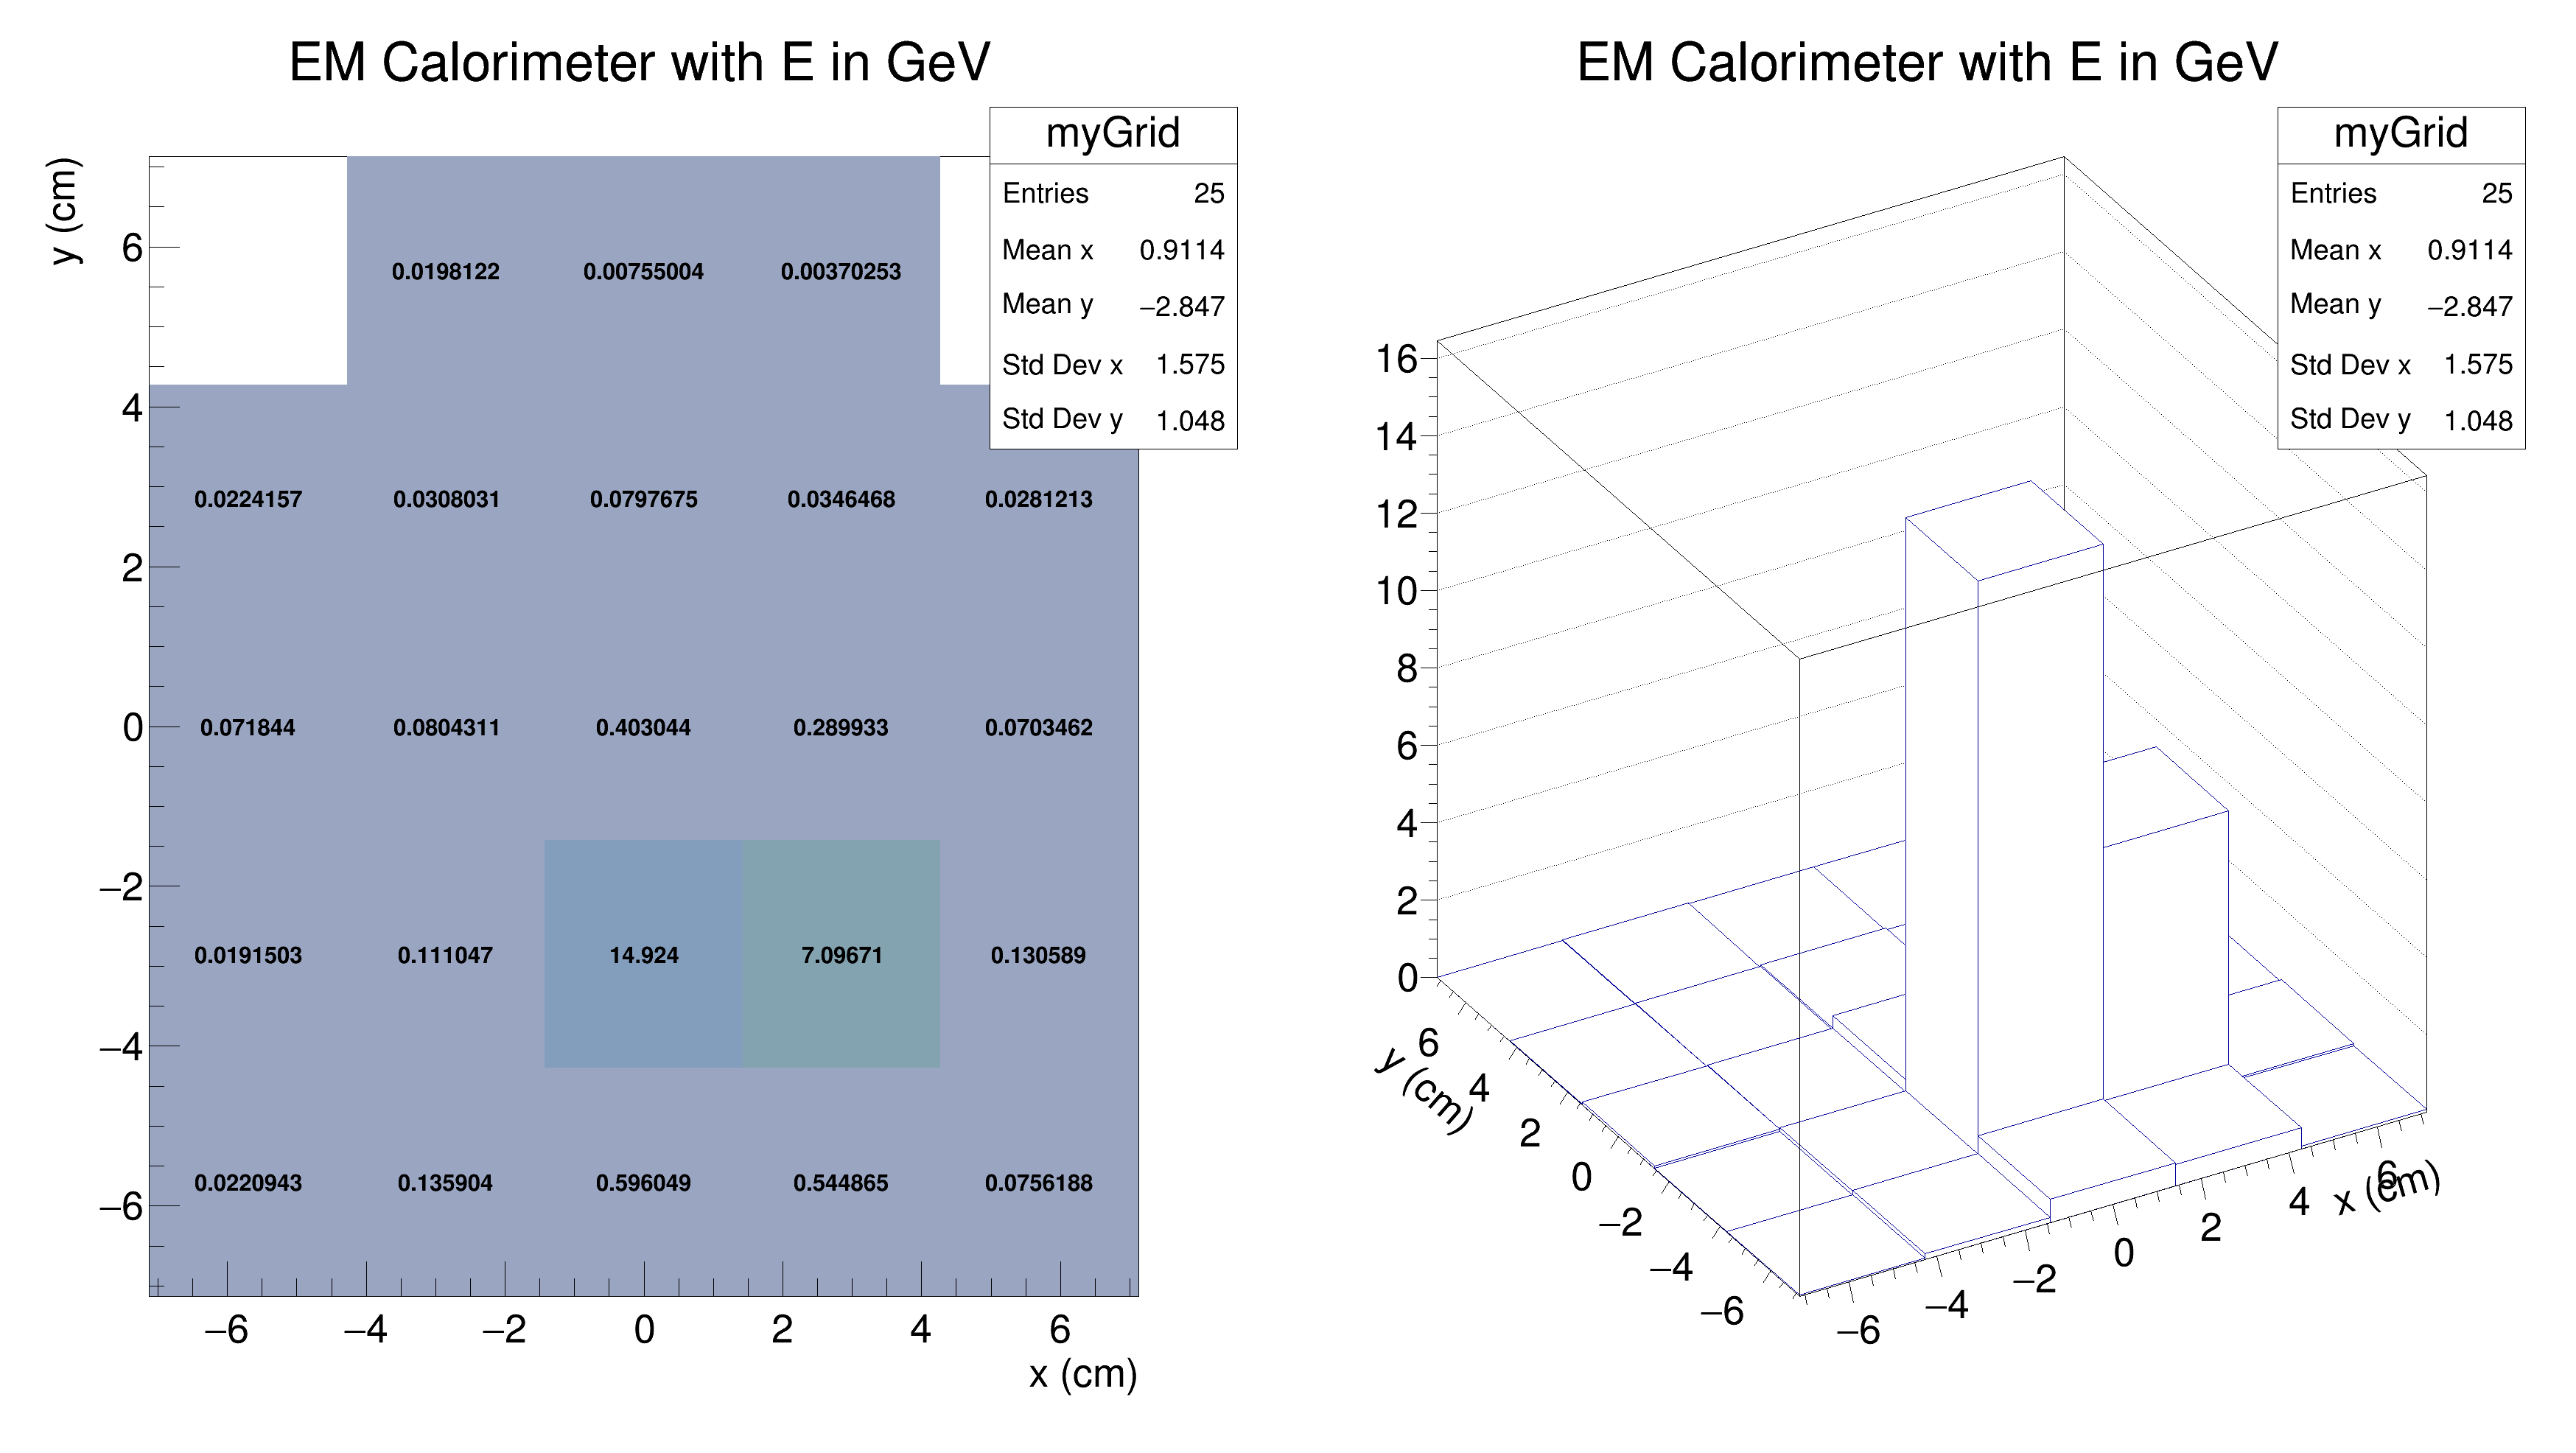 EM Calorimeter with E in GeV
myGrid
Entries 25
Mean x 0.9114
Mean y −2.847
Std Dev x 1.575
Std Dev y 1.048
y (cm)
6
4
2
0
−2
−4
−6
0.0198122 0.00755004 0.00370253
0.0224157 0.0308031 0.0797675 0.0346468 0.0281213
0.071844 0.0804311 0.403044 0.289933 0.0703462
0.0191503 0.111047 14.924 7.09671 0.130589
0.0220943 0.135904 0.596049 0.544865 0.0756188
−6 −4 −2 0 2 4 6
x (cm)
EM Calorimeter with E in GeV
myGrid
Entries 25
Mean x 0.9114
Mean y −2.847
Std Dev x 1.575
Std Dev y 1.048
16
14
12
10
8
6
4
2
0
6
4
2
0
−2
−4
−6
y (cm)
−6 −4 −2 0 2 4 6
x (cm)